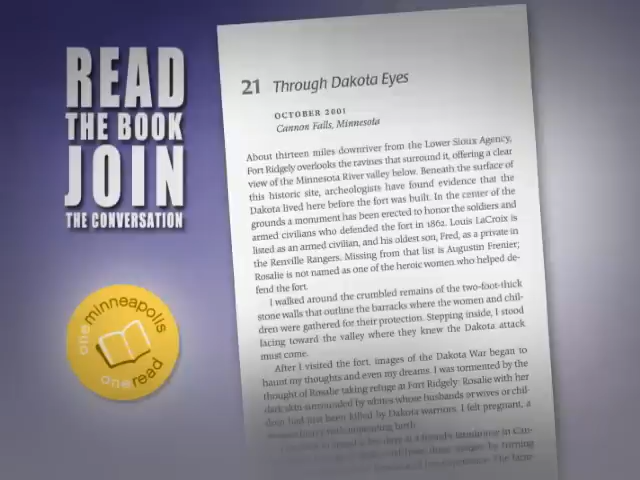 READ
THE BOOK
JOIN
THE CONVERSATION
one minneapolis
one read
21 Through Dakota Eyes
OCTOBER 2001
Cannon Falls, Minnesota
About thirteen miles downriver from the Lower Sioux Agency,
Fort Ridgely overlooks the ravines that surround it, offering a clear
view of the Minnesota River valley below. Beneath the surface of
this historic site, archeologists have found evidence that the
Dakota lived here before the fort was built. In the center of the
grounds a monument has been erected to honor the soldiers and
armed civilians who defended the fort in 1862. Louis LaCroix is
listed as an armed civilian, and his oldest son, Fred, as a private in
the Renville Rangers. Missing from that list is Augustin Frenier;
Rosalie is not named as one of the heroic women who helped de-
fend the fort.
I walked around the crumbled remains of the two-foot-thick
stone walls that outline the barracks where the women and chil-
dren were gathered for their protection. Stepping inside, I stood
facing toward the valley where they knew the Dakota attack
must come.
After I visited the fort, images of the Dakota War began to
haunt my thoughts and even my dreams. I was tormented by the
thought of Rosalie taking refuge at Fort Ridgely: Rosalie with her
dark skin surrounded by whites whose husbands or wives or chil-
dren had just been killed by Dakota warriors. I felt pregnant, a